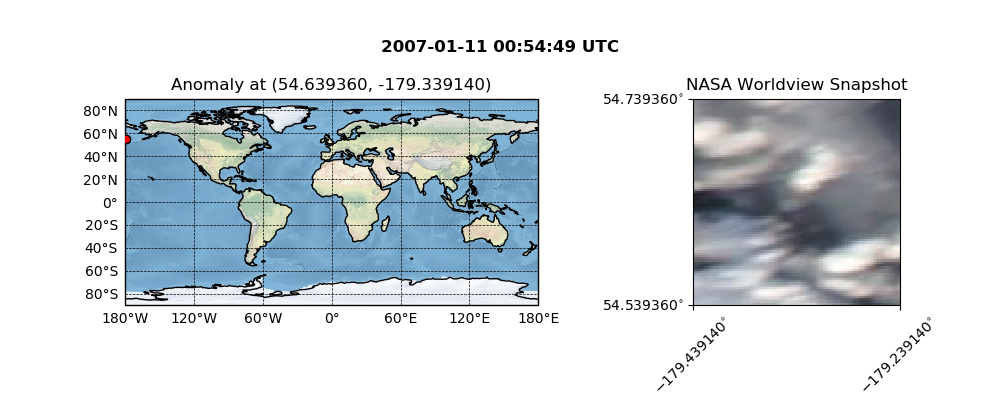 2007-01-11 00:54:49 UTC
Anomaly at (54.639360, -179.339140)
80°N
60°N
40°N
20°N
0°
20°S
40°S
60°S
80°S
180°W 120°W 60°W 0° 60°E 120°E 180°E
NASA Worldview Snapshot
54.739360°
54.539360°
−179.439140°
−179.239140°